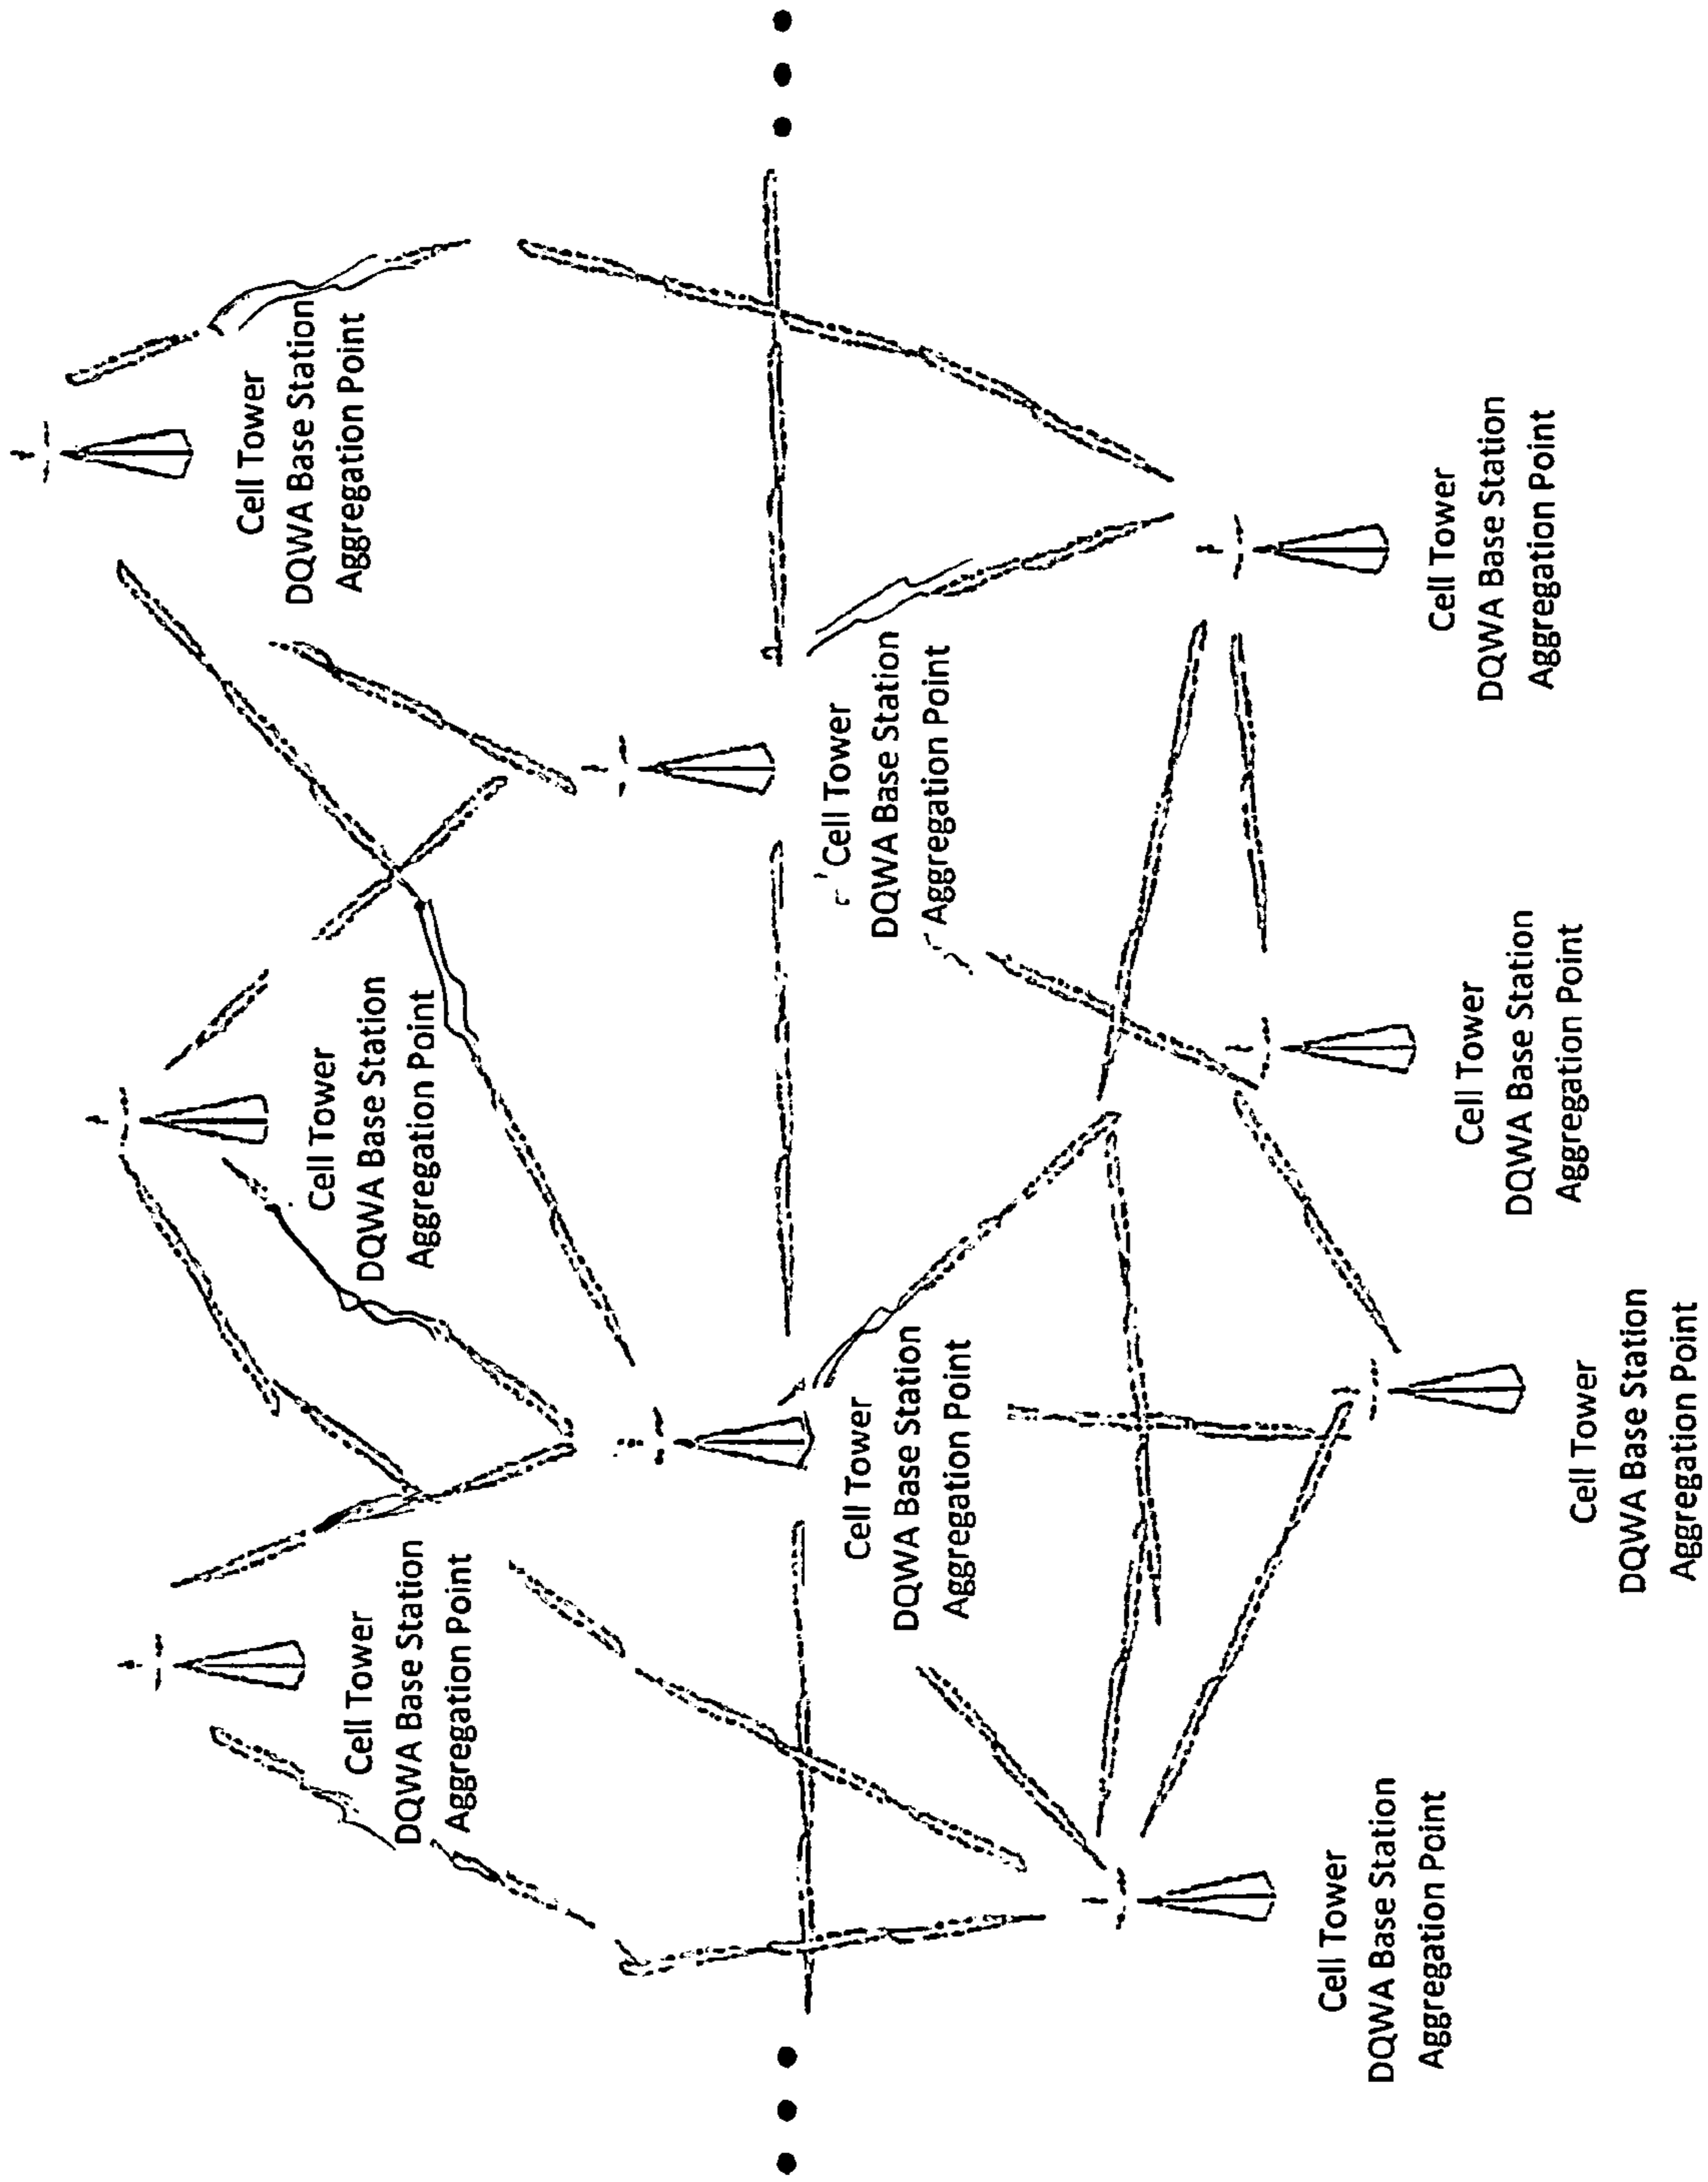 Cell Tower
DQWA Base Station
Aggregation Point
Cell Tower
DQWA Base Station
Aggregation Point
Cell Tower
DQWA Base Station
Aggregation Point
Cell Tower
DQWA Base Station
Aggregation Point
Cell Tower
DQWA Base Station
Aggregation Point
Cell Tower
DQWA Base Station
Aggregation Point
Cell Tower
DQWA Base Station
Aggregation Point
Cell Tower
DQWA Base Station
Aggregation Point
Cell Tower
DQWA Base Station
Aggregation Point